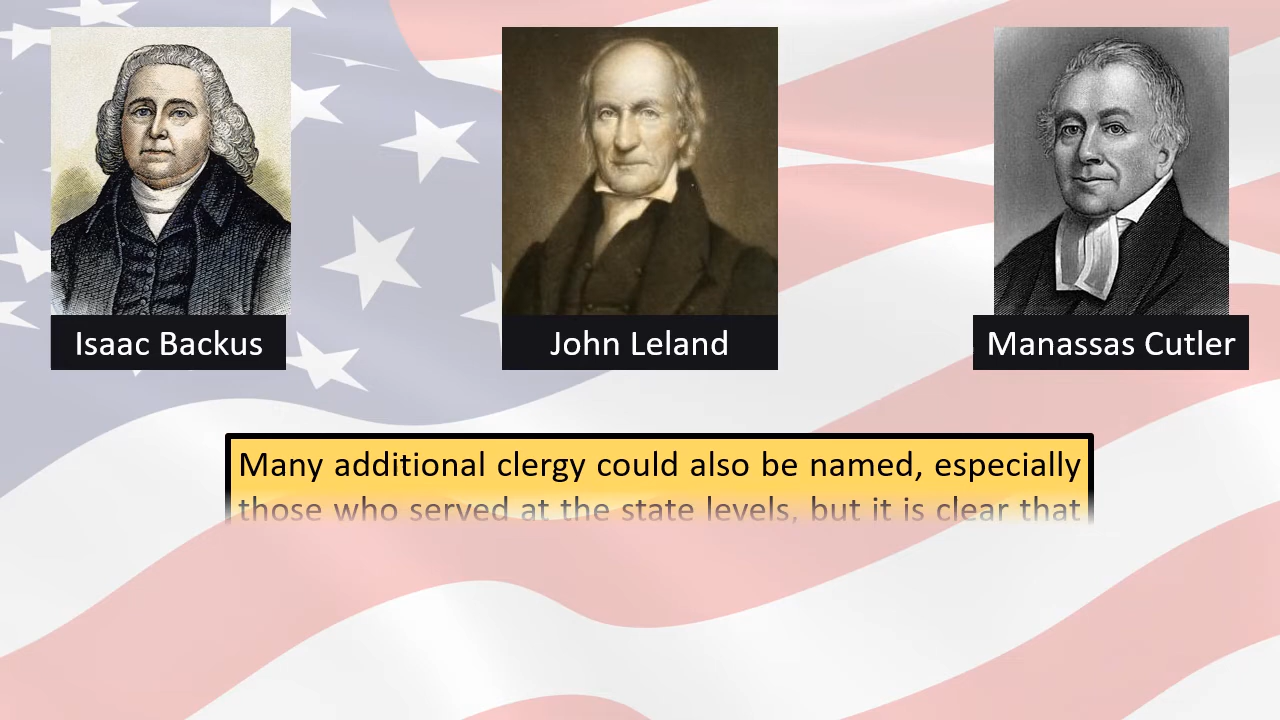 Isaac Backus
John Leland
Manassas Cutler
Many additional clergy could also be named, especially
those who served at the state levels, but it is clear that